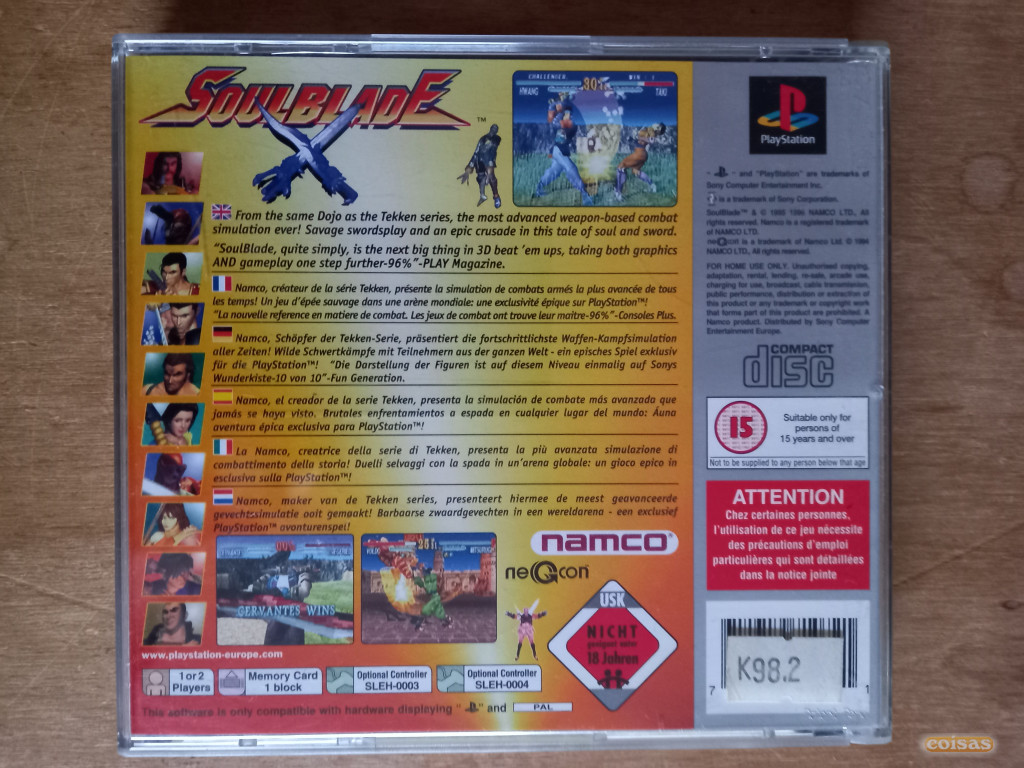 SOULBLADE
TM
CHALLENGER
30
WIN : 1
HWANG
TAKI
From the same Dojo as the Tekken series, the most advanced weapon-based combat
simulation ever! Savage swordsplay and an epic crusade in this tale of soul and sword.
"SoulBlade, quite simply, is the next big thing in 3D beat 'em ups, taking both graphics
AND gameplay one step further-96%"-PLAY Magazine.
Namco, créateur de la série Tekken, présente la simulation de combats armés la plus avancée de tous
les temps! Un jeu d'épée sauvage dans une arène mondiale: une exclusivité épique sur PlayStation™!
"La nouvelle reference en matiere de combat. Les jeux de combat ont trouve leur maitre-96%"-Consoles Plus.
Namco, Schöpfer der Tekken-Serie, präsentiert die fortschrittlichste Waffen-Kampfsimulation
aller Zeiten! Wilde Schwertkämpfe mit Teilnehmern aus der ganzen Welt - ein episches Spiel exklusiv
für die PlayStation™! "Die Darstellung der Figuren ist auf diesem Niveau einmalig auf Sonys
Wunderkiste-10 von 10"-Fun Generation.
Namco, el creador de la serie Tekken, presenta la simulación de combate más avanzada que
jamás se haya visto. Brutales enfrentamientos a espada en cualquier lugar del mundo: Áuna
aventura épica exclusiva para PlayStation™!
La Namco, creatrice della serie di Tekken, presenta la più avanzata simulazione di
combattimento della storia! Duelli selvaggi con la spada in un'arena globale: un gioco epico in
esclusiva sulla PlayStation™!
Namco, maker van de Tekken series, presenteert hiermee de meest geavanceerde
gevechtssimulatie ooit gemaakt! Barbaarse zwaardgevechten in een wereldarena - een exclusief
PlayStation™ avonturenspel!
CERVANTES WINS
VOLDO
MITSURUGI
namco
neGcon
USK
NICHT
geeignet unter
18 Jahren
www.playstation-europe.com
1 or 2
Players
Memory Card
1 block
Optional Controller
SLEH-0003
Optional Controller
SLEH-0004
This software is only compatible with hardware displaying " " and PAL
PlayStation
" " and "PlayStation" are trademarks of
Sony Computer Entertainment Inc.
is a trademark of Sony Corporation.
SoulBlade™ & © 1995 1996 NAMCO LTD., All
rights reserved. Namco is a registered trademark
of NAMCO LTD.
neGcon is a trademark of Namco Ltd. © 1994
NAMCO LTD., All rights reserved.
FOR HOME USE ONLY. Unauthorised copying,
adaptation, rental, lending, re-sale, arcade use,
charging for use, broadcast, cable transmission,
public performance, distribution or extraction of
this product or any trademark or copyright work
that forms part of this product are prohibited. A
Namco product. Distributed by Sony Computer
Entertainment Europe.
COMPACT
disc
15
Suitable only for
persons of
15 years and over
Not to be supplied to any person below that age
ATTENTION
Chez certaines personnes,
l'utilisation de ce jeu nécessite
des précautions d'emploi
particulières qui sont détaillées
dans la notice jointe
K98.2
7
1
coisas